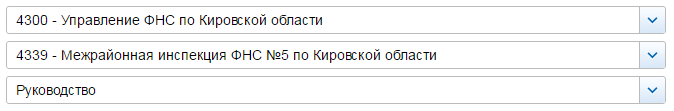 4300 - Управление ФНС по Кировской области
4339 - Межрайонная инспекция ФНС №5 по Кировской области
Руководство